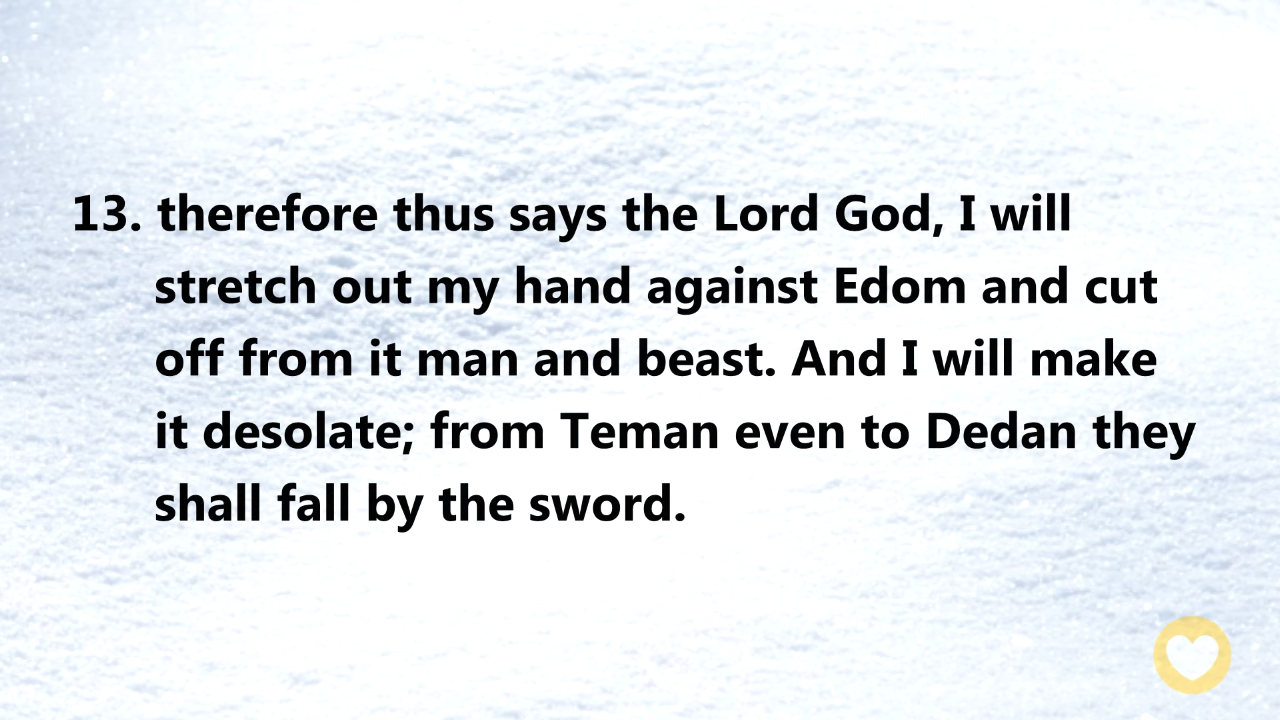 13. therefore thus says the Lord God, I will
stretch out my hand against Edom and cut
off from it man and beast. And I will make
it desolate; from Teman even to Dedan they
shall fall by the sword.